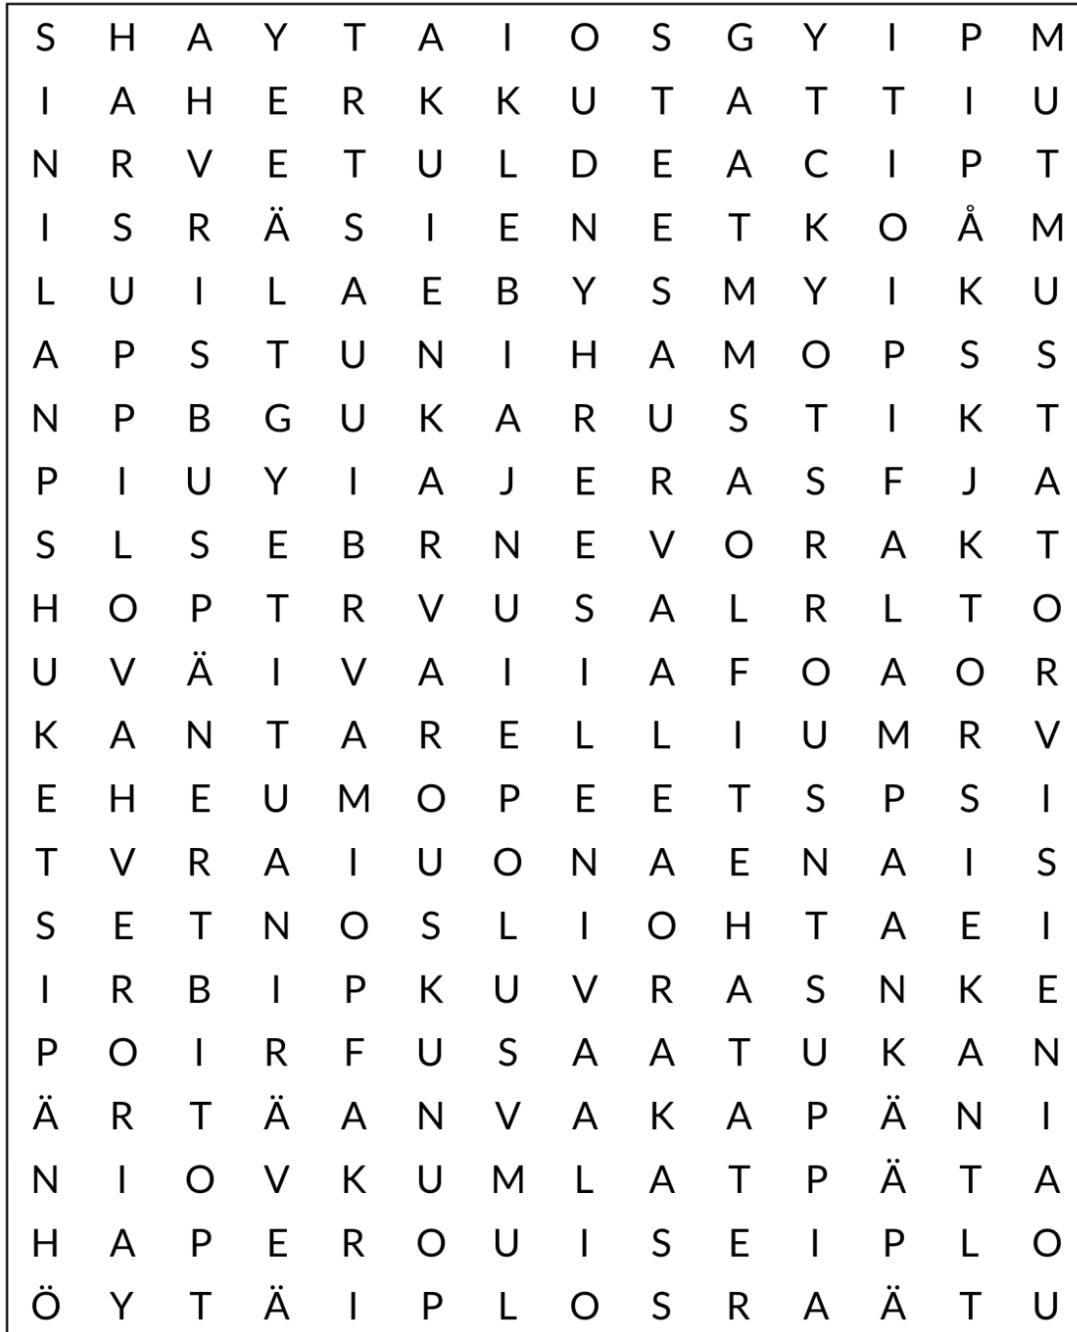 S H A Y T A I O S G Y I P M
I A H E R K K U T A T T I U
N R V E T U L D E A C I P T
I S R Ä S I E N E T K O Å M
L U I L A E B Y S M Y I K U
A P S T U N I H A M O P S S
N P B G U K A R U S T I K T
P I U Y I A J E R A S F J A
S L S E B R N E V O R A K T
H O P T R V U S A L R L T O
U V Ä I V A I I A F O A O R
K A N T A R E L L I U M R V
E H E U M O P E E T S P S I
T V R A I U O N A E N A I S
S E T N O S L I O H T A E I
I R B I P K U V R A S N K E
P O I R F U S A A T U K A N
Ä R T Ä A N V A K A P Ä N I
N I O V K U M L A T P Ä T A
H A P E R O U I S E I P L O
Ö Y T Ä I P L O S R A Ä T U